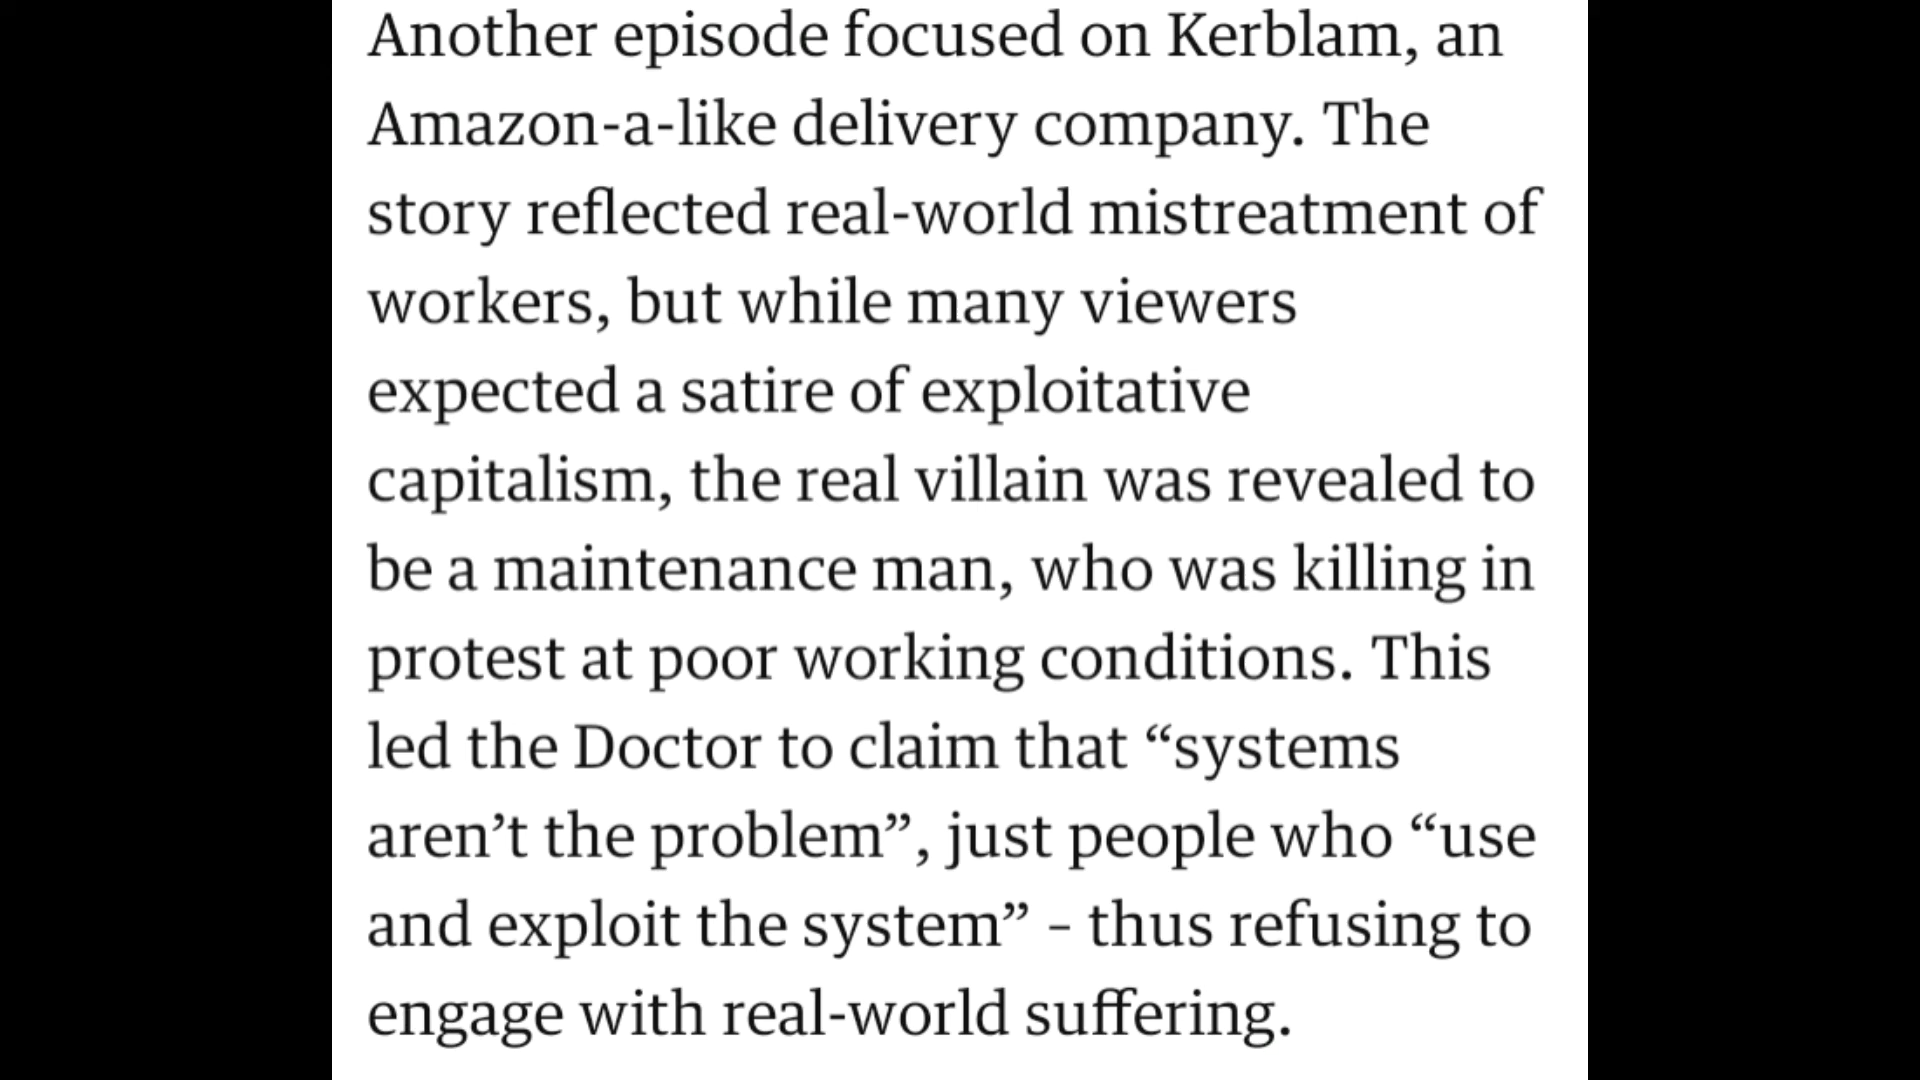 Another episode focused on Kerblam, an
Amazon-a-like delivery company. The
story reflected real-world mistreatment of
workers, but while many viewers
expected a satire of exploitative
capitalism, the real villain was revealed to
be a maintenance man, who was killing in
protest at poor working conditions. This
led the Doctor to claim that “systems
aren’t the problem”, just people who “use
and exploit the system” – thus refusing to
engage with real-world suffering.